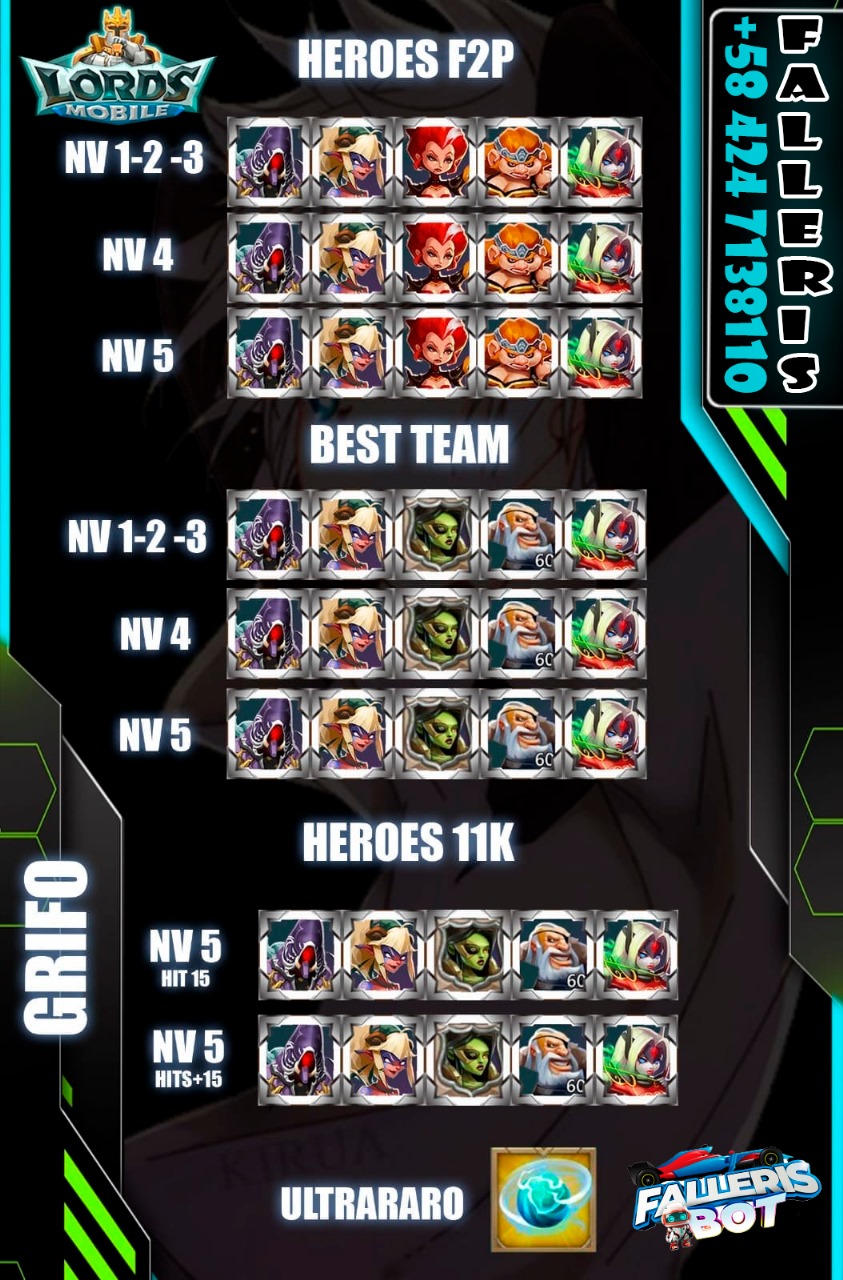 LORDS
MOBILE
HEROES F2P
FALLERIS
+58 424 7138110
NV 1-2 -3
NV 4
NV 5
BEST TEAM
NV 1-2 -3
60
NV 4
60
NV 5
60
HEROES 11K
GRIFO
NV 5
HIT 15
60
NV 5
HITS+15
60
KIRUA
ULTRARARO
FALLERIS
BOT